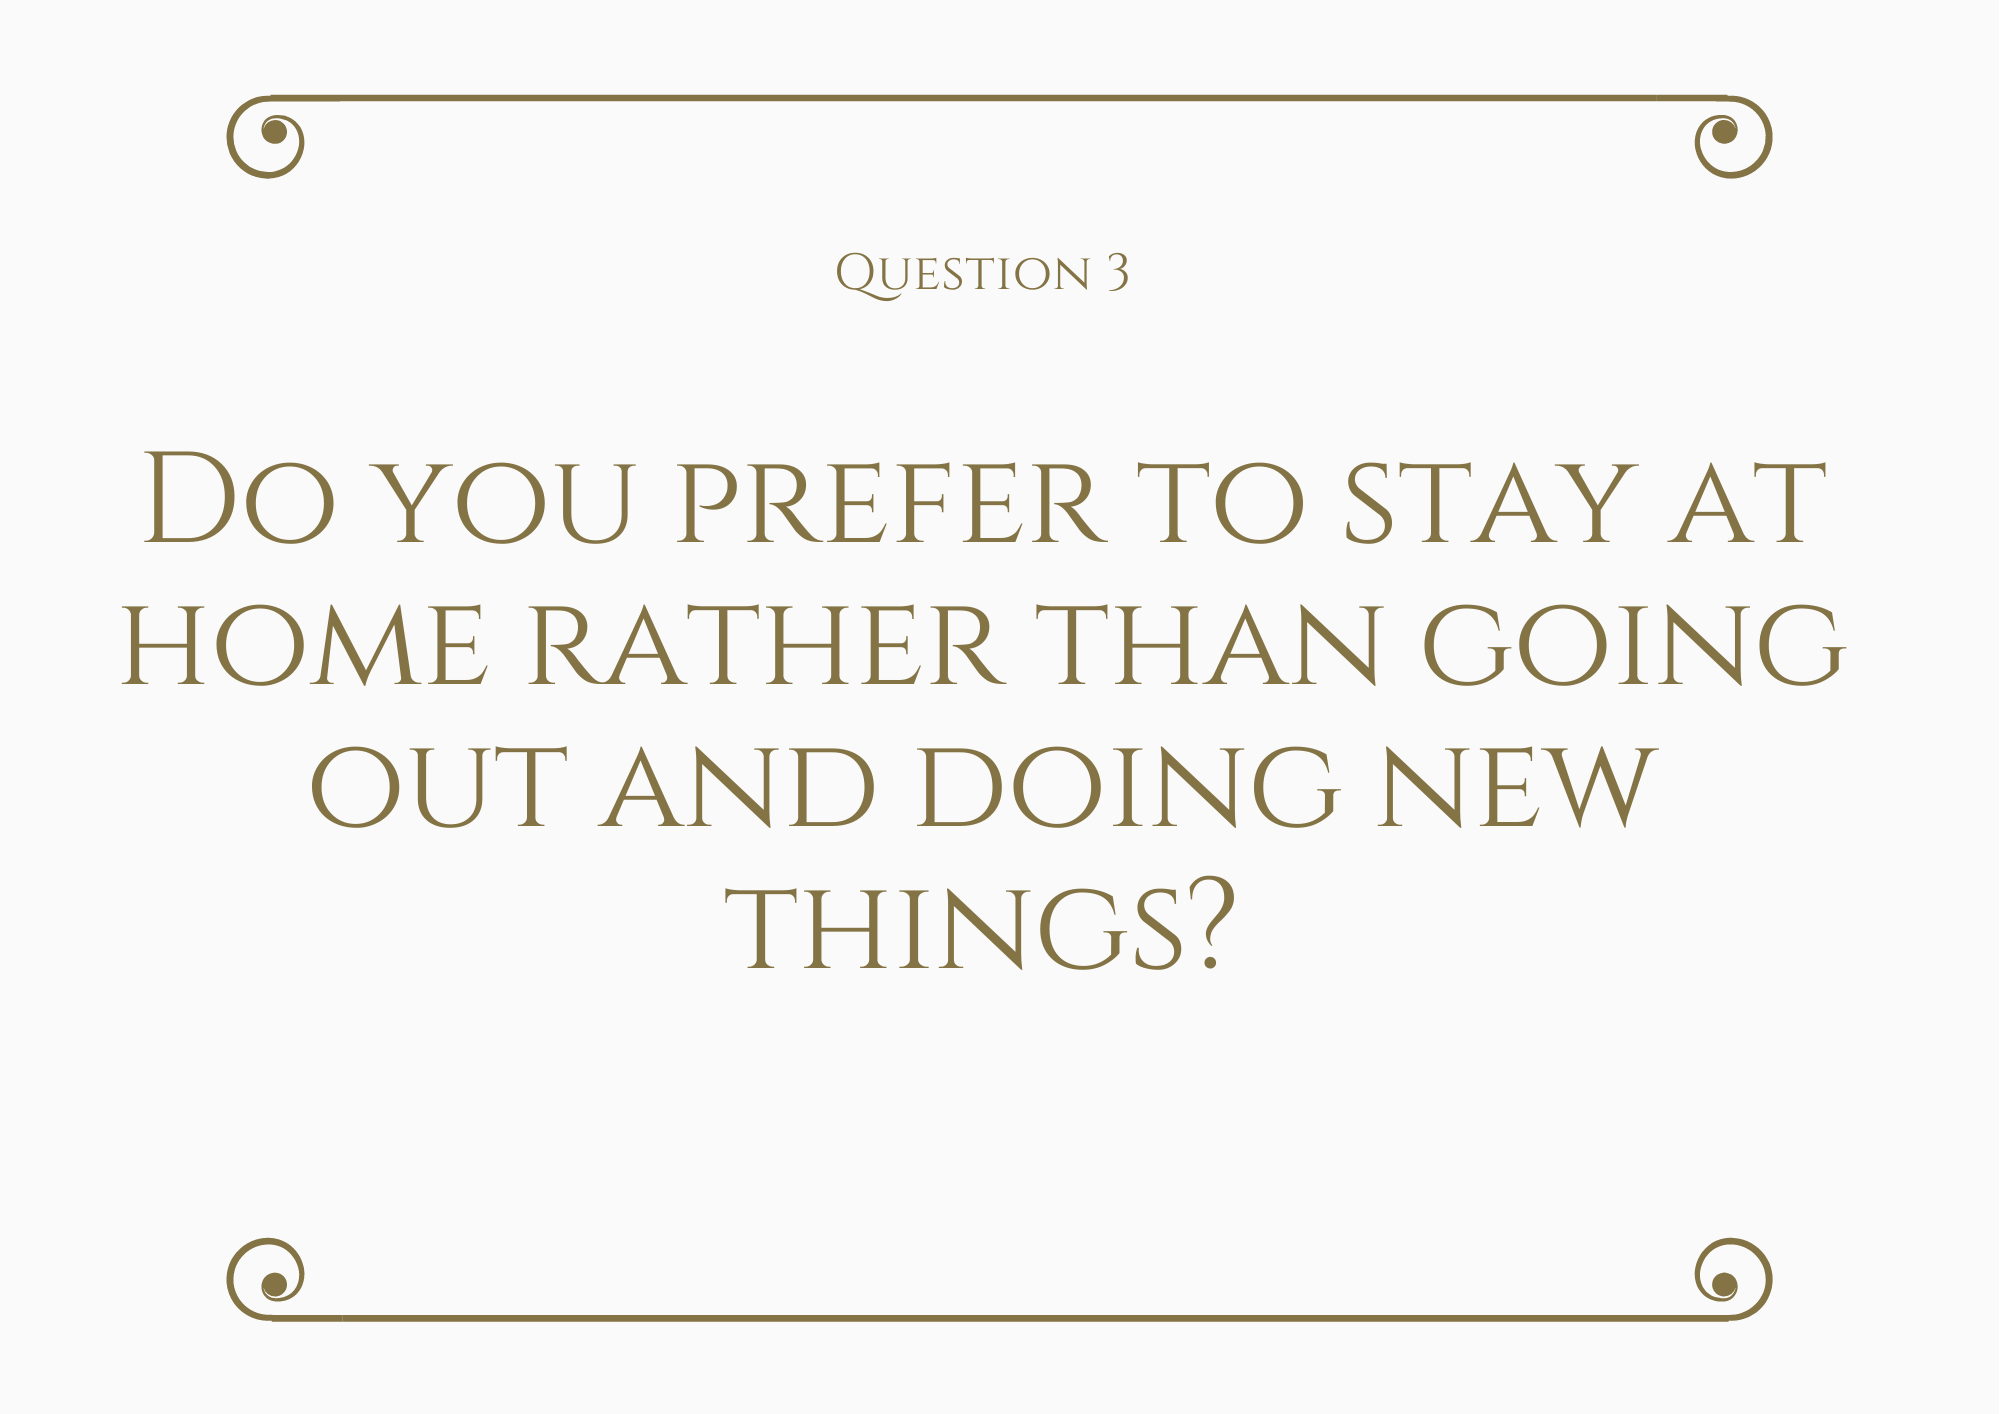 Question 3
Do you prefer to stay at
home rather than going
out and doing new
things?